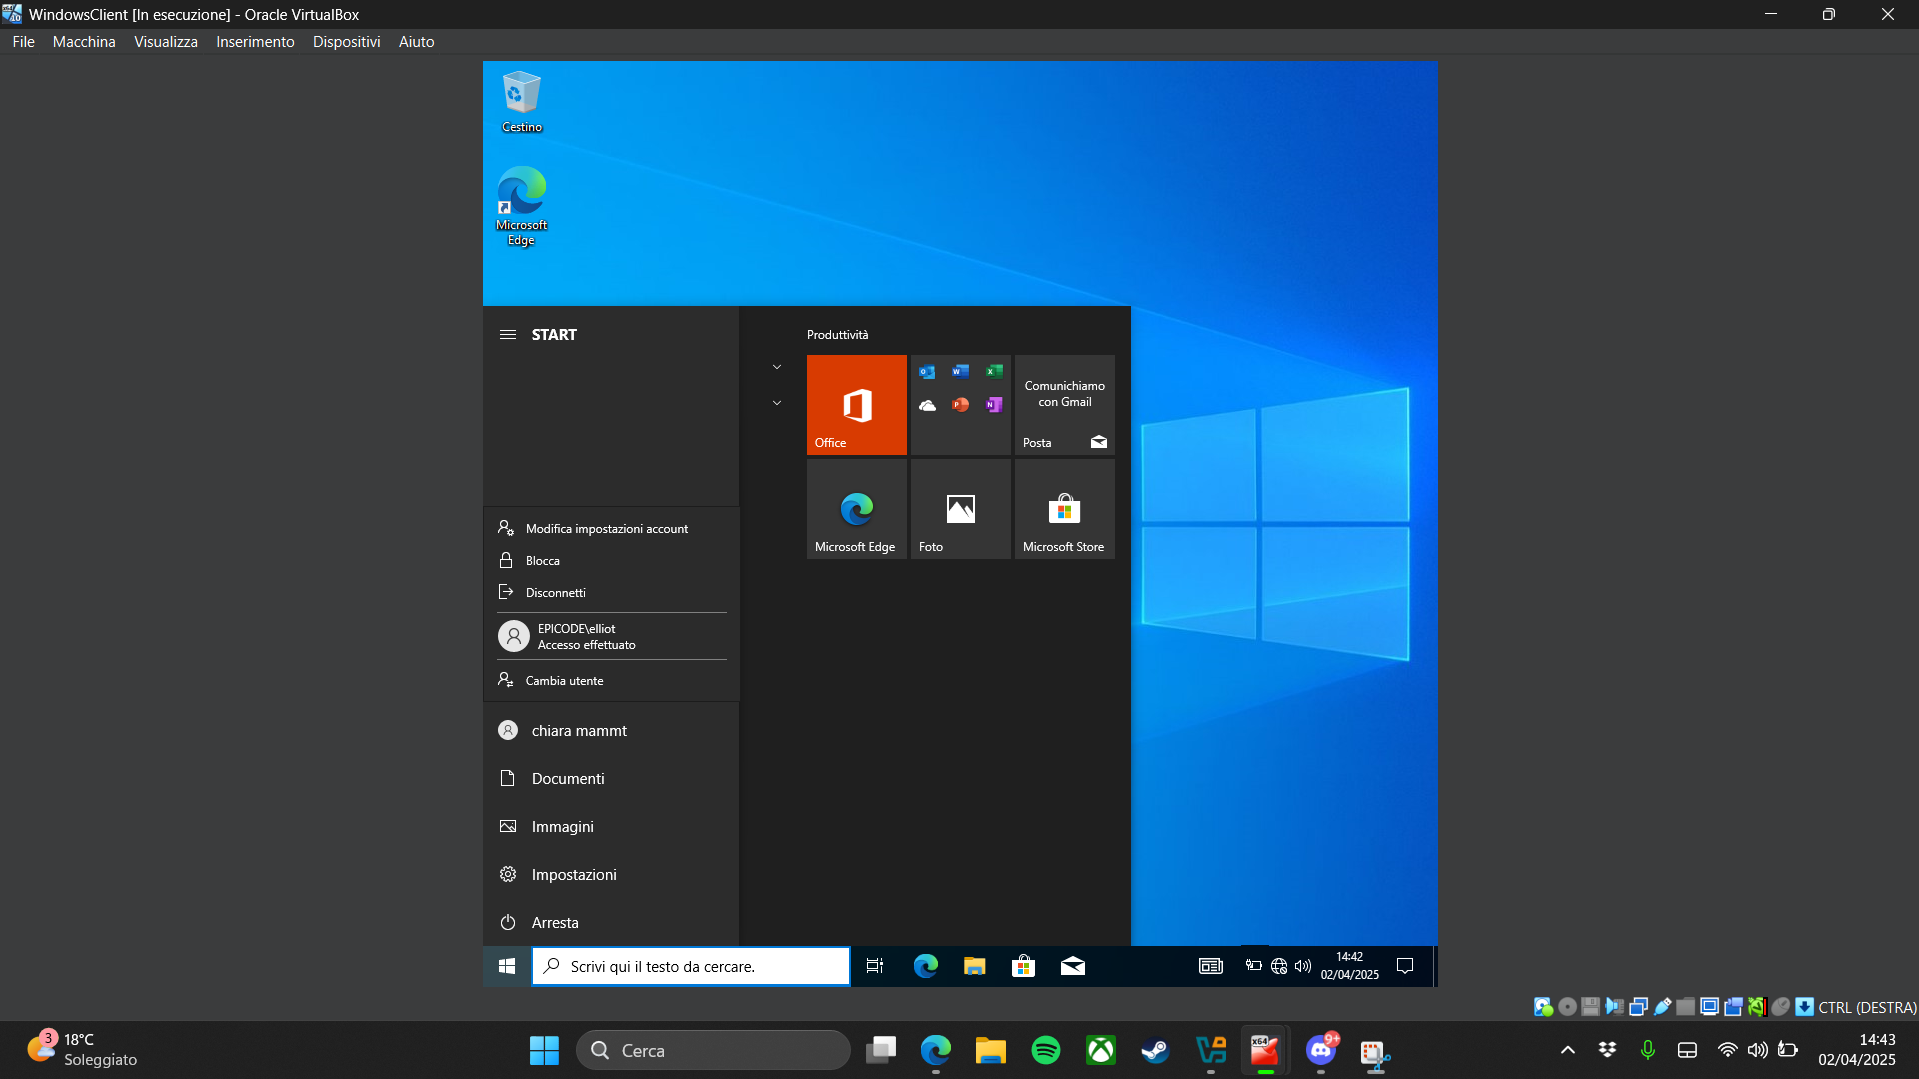 WindowsClient [In esecuzione] - Oracle VirtualBox
File Macchina Visualizza Inserimento Dispositivi Aiuto
Cestino
Microsoft
Edge
START
Produttività
Office
Comunichiamo
con Gmail
Posta
Microsoft Edge
Foto
Microsoft Store
Modifica impostazioni account
Blocca
Disconnetti
EPICODE\elliot
Accesso effettuato
Cambia utente
chiara mammt
Documenti
Immagini
Impostazioni
Arresta
Scrivi qui il testo da cercare.
14:42
02/04/2025
CTRL (DESTRA)
3
18°C
Soleggiato
Cerca
x64
9+
14:43
02/04/2025